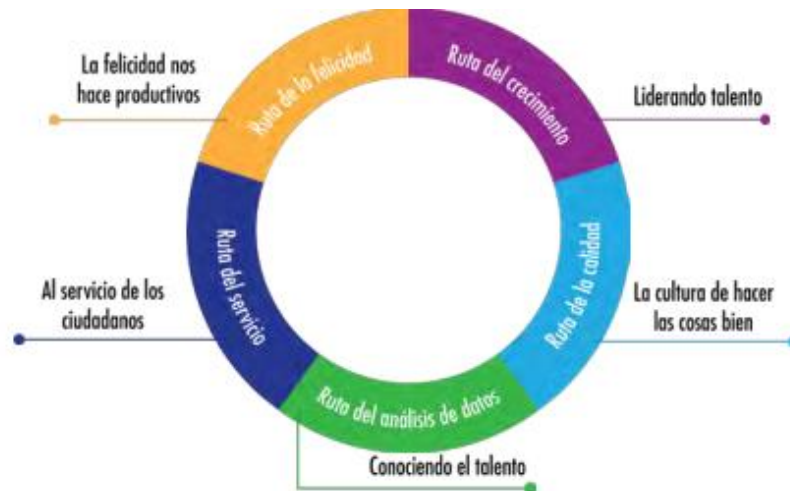 La felicidad nos
hace productivos
Ruta de la felicidad
Ruta del crecimiento
Liderando talento
Al servicio de los
ciudadanos
Ruta del servicio
Ruta de la calidad
La cultura de hacer
las cosas bien
Ruta del análisis de datos
Conociendo el talento